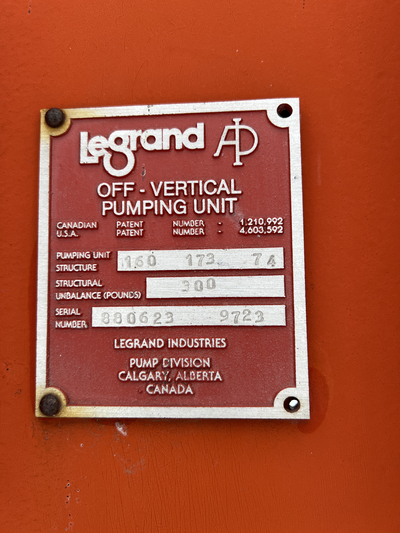 legrand AP
OFF - VERTICAL
PUMPING UNIT
CANADIAN PATENT NUMBER : 1,210,992
U.S.A. PATENT NUMBER : 4,603,592
PUMPING UNIT
STRUCTURE 160 173 74
STRUCTURAL
UNBALANCE (POUNDS) 300
SERIAL
NUMBER 880623 9723
LEGRAND INDUSTRIES
PUMP DIVISION
CALGARY, ALBERTA
CANADA